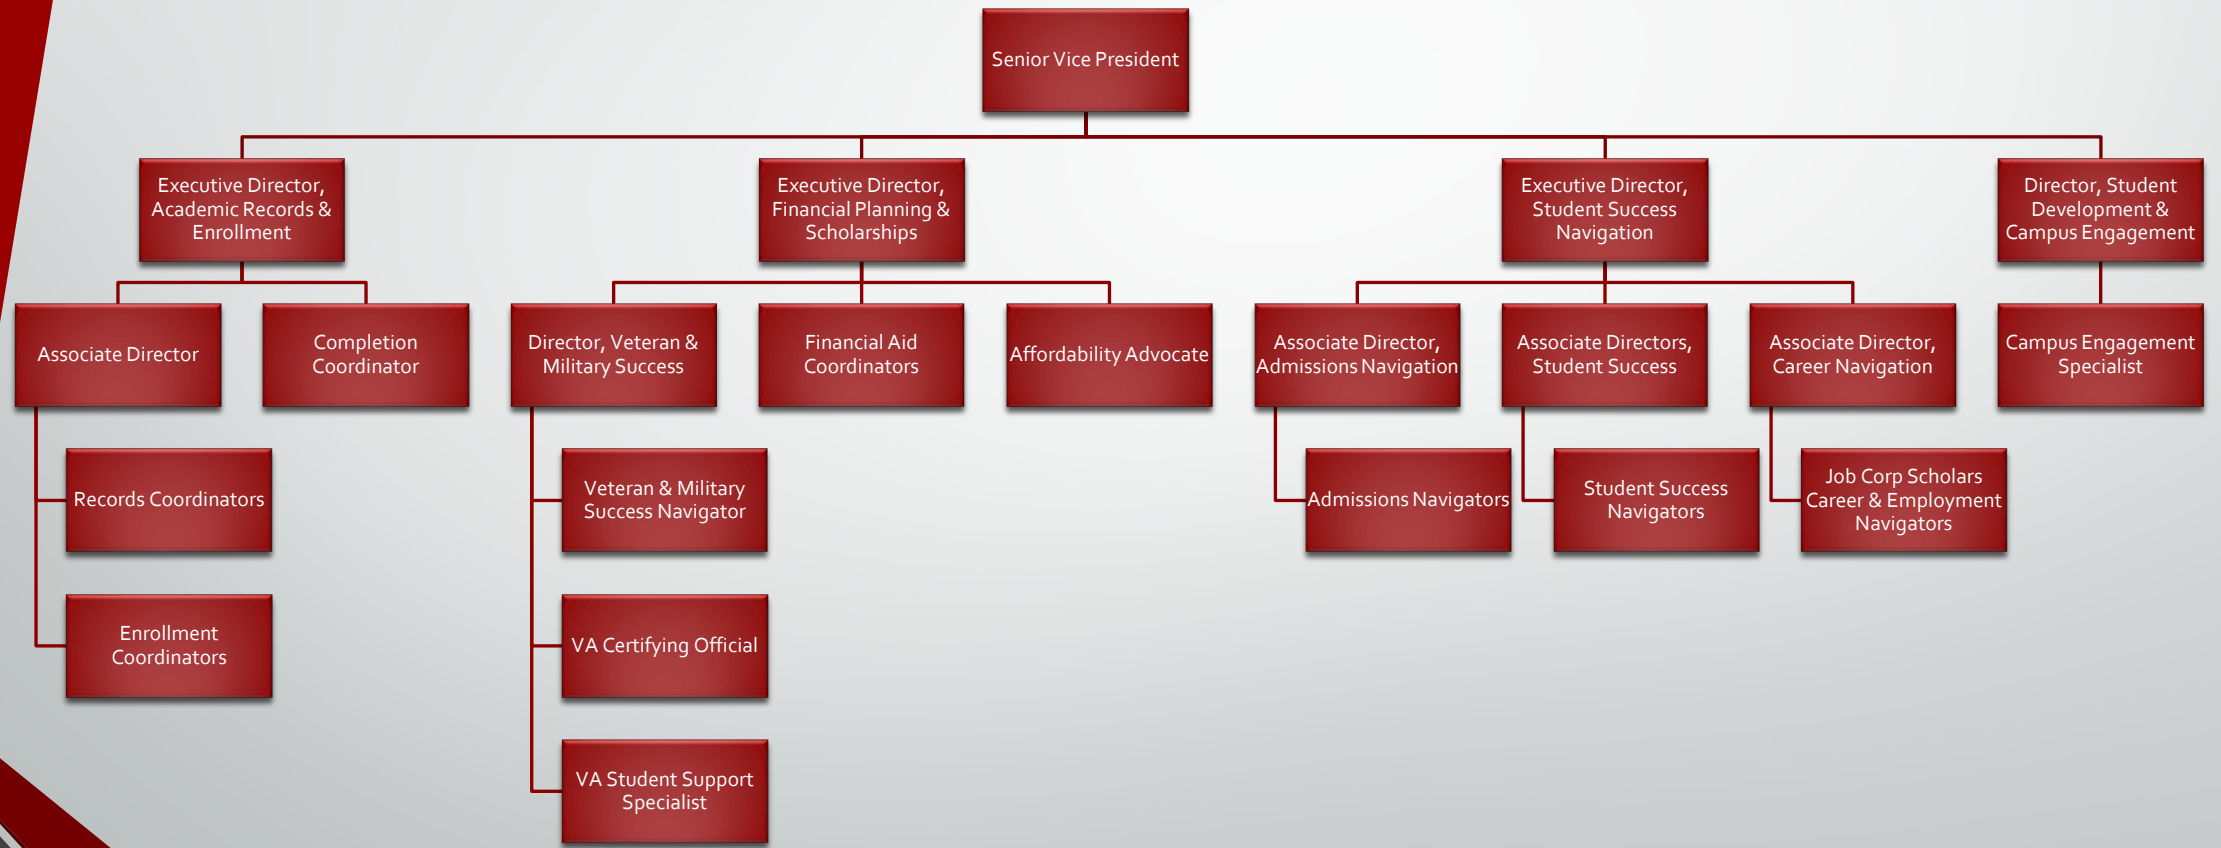 Senior Vice President
Executive Director,
Academic Records &
Enrollment
Executive Director,
Financial Planning &
Scholarships
Executive Director,
Student Success
Navigation
Director, Student
Development &
Campus Engagement
Associate Director
Completion
Coordinator
Director, Veteran &
Military Success
Financial Aid
Coordinators
Affordability Advocate
Associate Director,
Admissions Navigation
Associate Directors,
Student Success
Associate Director,
Career Navigation
Campus Engagement
Specialist
Records Coordinators
Veteran & Military
Success Navigator
Admissions Navigators
Student Success
Navigators
Job Corp Scholars
Career & Employment
Navigators
Enrollment
Coordinators
VA Certifying Official
VA Student Support
Specialist